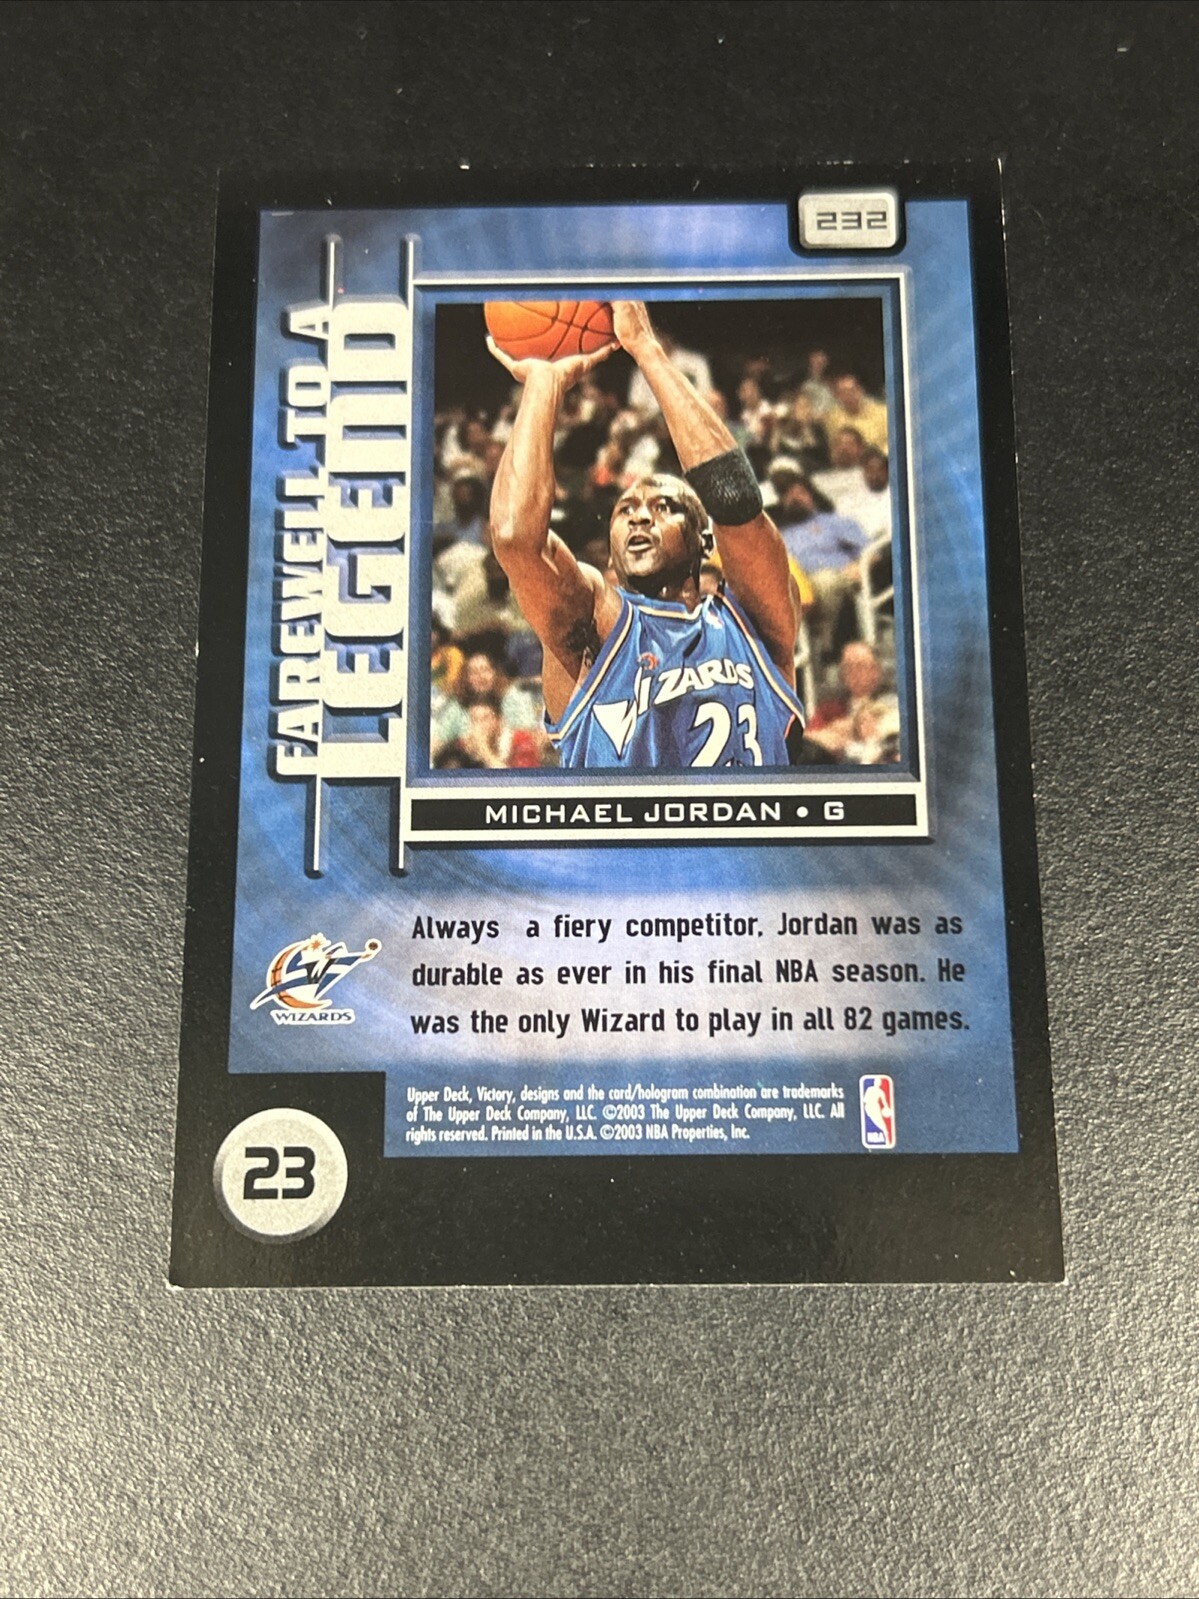 232
FAREWELL TO A
LEGEND
WIZARDS
23
MICHAEL JORDAN • G
Always a fiery competitor, Jordan was as
durable as ever in his final NBA season. He
was the only Wizard to play in all 82 games.
WIZARDS
Upper Deck, Victory, designs and the card/hologram combination are trademarks
of The Upper Deck Company, LLC. ©2003 The Upper Deck Company, LLC. All
rights reserved. Printed in the U.S.A. ©2003 NBA Properties, Inc.
NBA
23